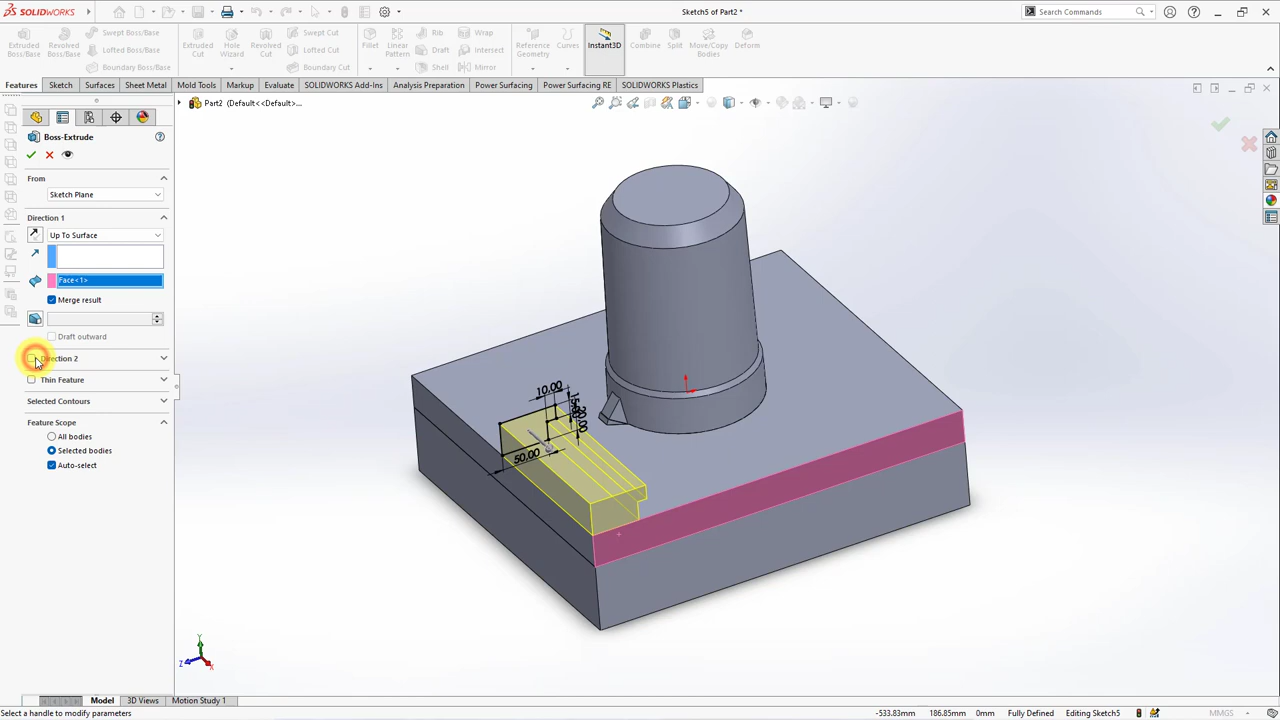 SOLIDWORKS
Sketch5 of Part2 *
Search Commands
Extruded Boss/Base
Revolved Boss/Base
Swept Boss/Base
Lofted Boss/Base
Boundary Boss/Base
Extruded Cut
Hole Wizard
Revolved Cut
Swept Cut
Lofted Cut
Boundary Cut
Fillet
Linear Pattern
Rib
Draft
Shell
Wrap
Intersect
Mirror
Reference Geometry
Curves
Instant3D
Combine
Split
Move/Copy Bodies
Deform
Features
Sketch
Surfaces
Sheet Metal
Mold Tools
Markup
Evaluate
SOLIDWORKS Add-Ins
Analysis Preparation
Power Surfacing
Power Surfacing RE
SOLIDWORKS Plastics
Part2 (Default<<Default>...
Boss-Extrude
From
Sketch Plane
Direction 1
Up To Surface
Face<1>
Merge result
Draft outward
Direction 2
Thin Feature
Selected Contours
Feature Scope
All bodies
Selected bodies
Auto-select
10,00
50,00
Y
Z
X
Model
3D Views
Motion Study 1
Select a handle to modify parameters
-533.83mm
186.85mm
0mm
Fully Defined
Editing Sketch5
MMGS